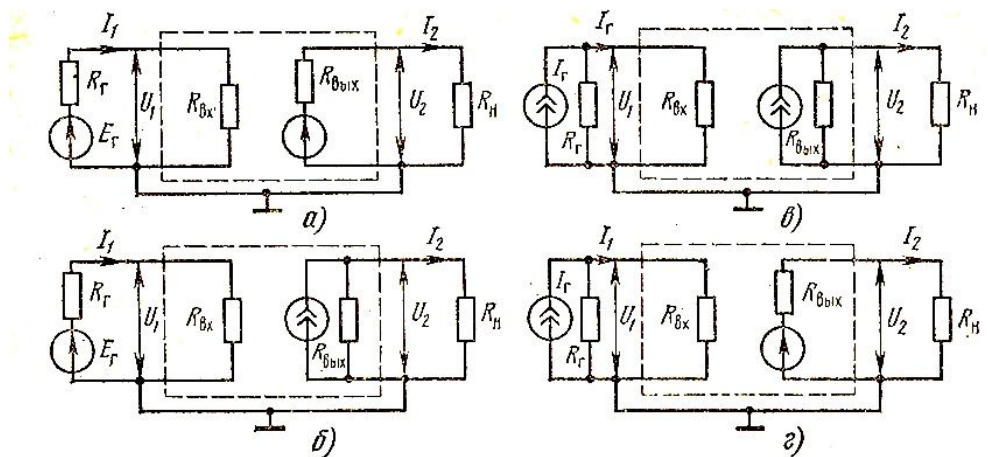 I₁ I₂
Rг U₁ Rвх Rвых U₂ Rн
Eг
а)
Iг I₂
Iг Rг U₁ Rвх Rвых U₂ Rн
в)
I₁ I₂
Rг U₁ Rвх Rвых U₂ Rн
Eг
б)
I₁ I₂
Iг Rг U₁ Rвх Rвых U₂ Rн
г)